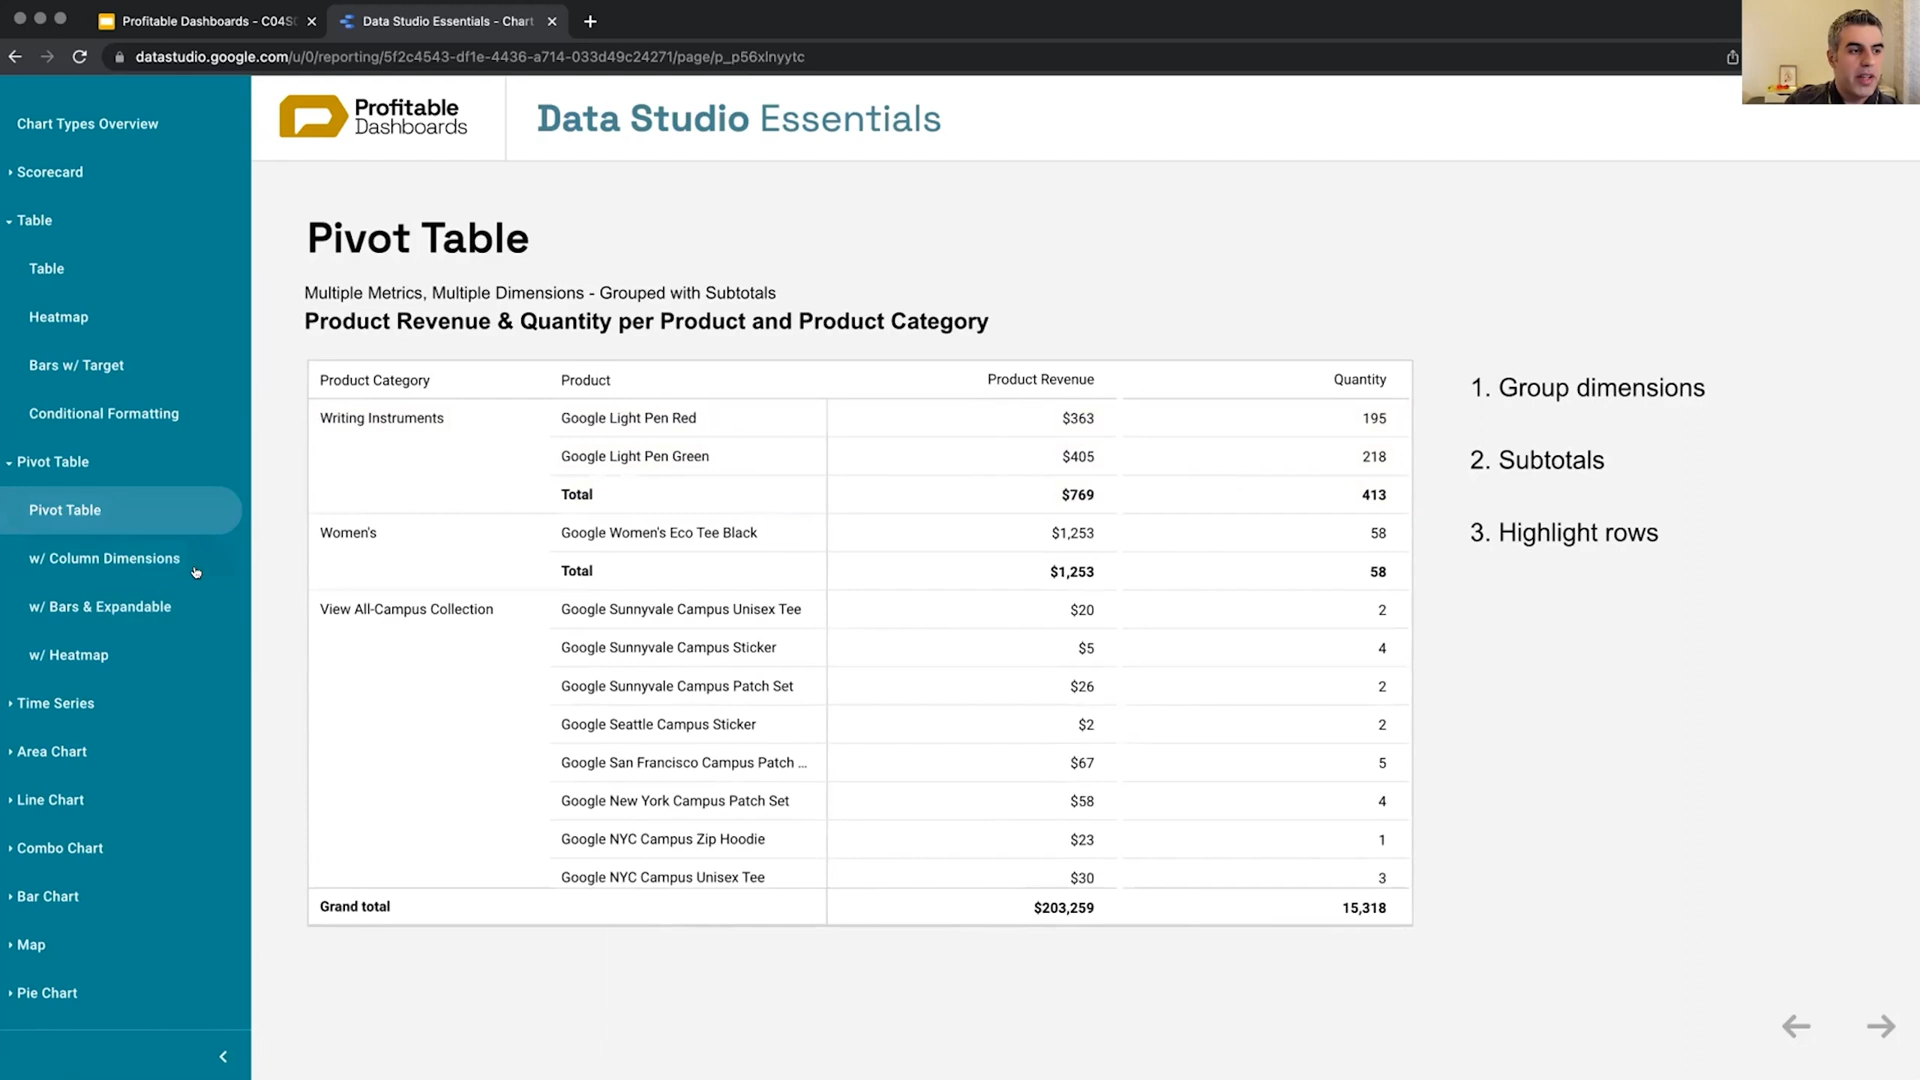 Profitable Dashboards - C04S0
Data Studio Essentials - Chart
datastudio.google.com/u/0/reporting/5f2c4543-df1e-4436-a714-033d49c24271/page/p_p56xlnyytc
Chart Types Overview
Scorecard
Table
Table
Heatmap
Bars w/ Target
Conditional Formatting
Pivot Table
Pivot Table
w/ Column Dimensions
w/ Bars & Expandable
w/ Heatmap
Time Series
Area Chart
Line Chart
Combo Chart
Bar Chart
Map
Pie Chart
Profitable
Dashboards
Data Studio Essentials
Pivot Table
Multiple Metrics, Multiple Dimensions - Grouped with Subtotals
Product Revenue & Quantity per Product and Product Category
Product Category Product Product Revenue Quantity
Writing Instruments Google Light Pen Red $363 195
Google Light Pen Green $405 218
Total $769 413
Women's Google Women's Eco Tee Black $1,253 58
Total $1,253 58
View All-Campus Collection Google Sunnyvale Campus Unisex Tee $20 2
Google Sunnyvale Campus Sticker $5 4
Google Sunnyvale Campus Patch Set $26 2
Google Seattle Campus Sticker $2 2
Google San Francisco Campus Patch ... $67 5
Google New York Campus Patch Set $58 4
Google NYC Campus Zip Hoodie $23 1
Google NYC Campus Unisex Tee $30 3
Grand total $203,259 15,318
1. Group dimensions
2. Subtotals
3. Highlight rows